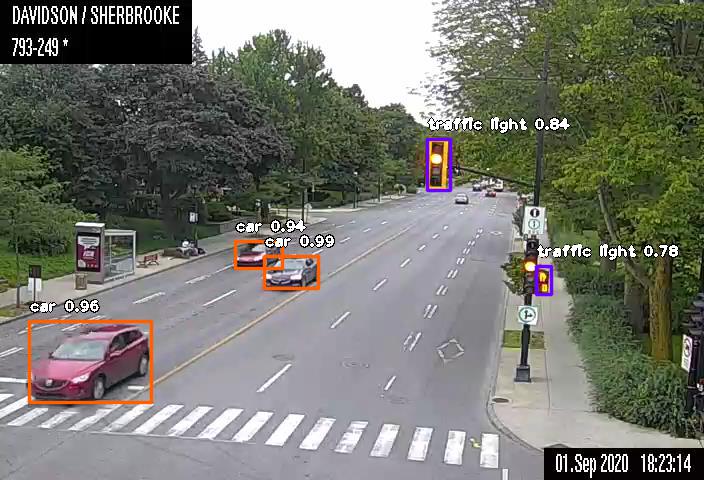 DAVIDSON / SHERBROOKE
793-249 *
traffic light 0.84
car 0.94
car 0.99
traffic light 0.78
car 0.96
01.Sep 2020 18:23:14